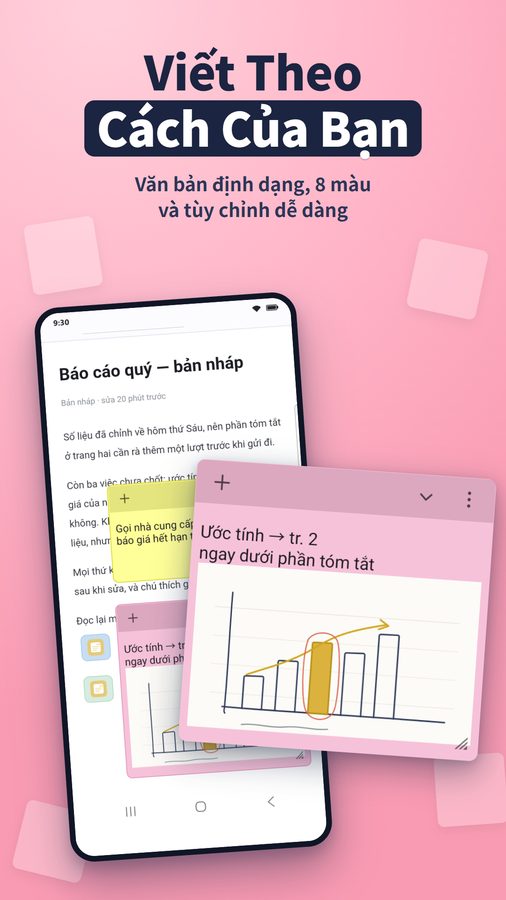 Viết Theo
Cách Của Bạn
Văn bản định dạng, 8 màu
và tùy chỉnh dễ dàng
9:30
Báo cáo quý — bản nháp
Bản nháp · sửa 20 phút trước
Số liệu đã chỉnh về hôm thứ Sáu, nên phần tóm tắt
ở trang hai cần rà thêm một lượt trước khi gửi đi.
Còn ba việc chưa chốt: ước
giá của
không.
liệu,
Gọi nhà cung cấp
báo giá hết hạn
Mọi thứ
sau khi sửa, và chú thích
Đọc lại
Ước tính → tr.
ngay dưới
Ước tính → tr. 2
ngay dưới phần tóm tắt